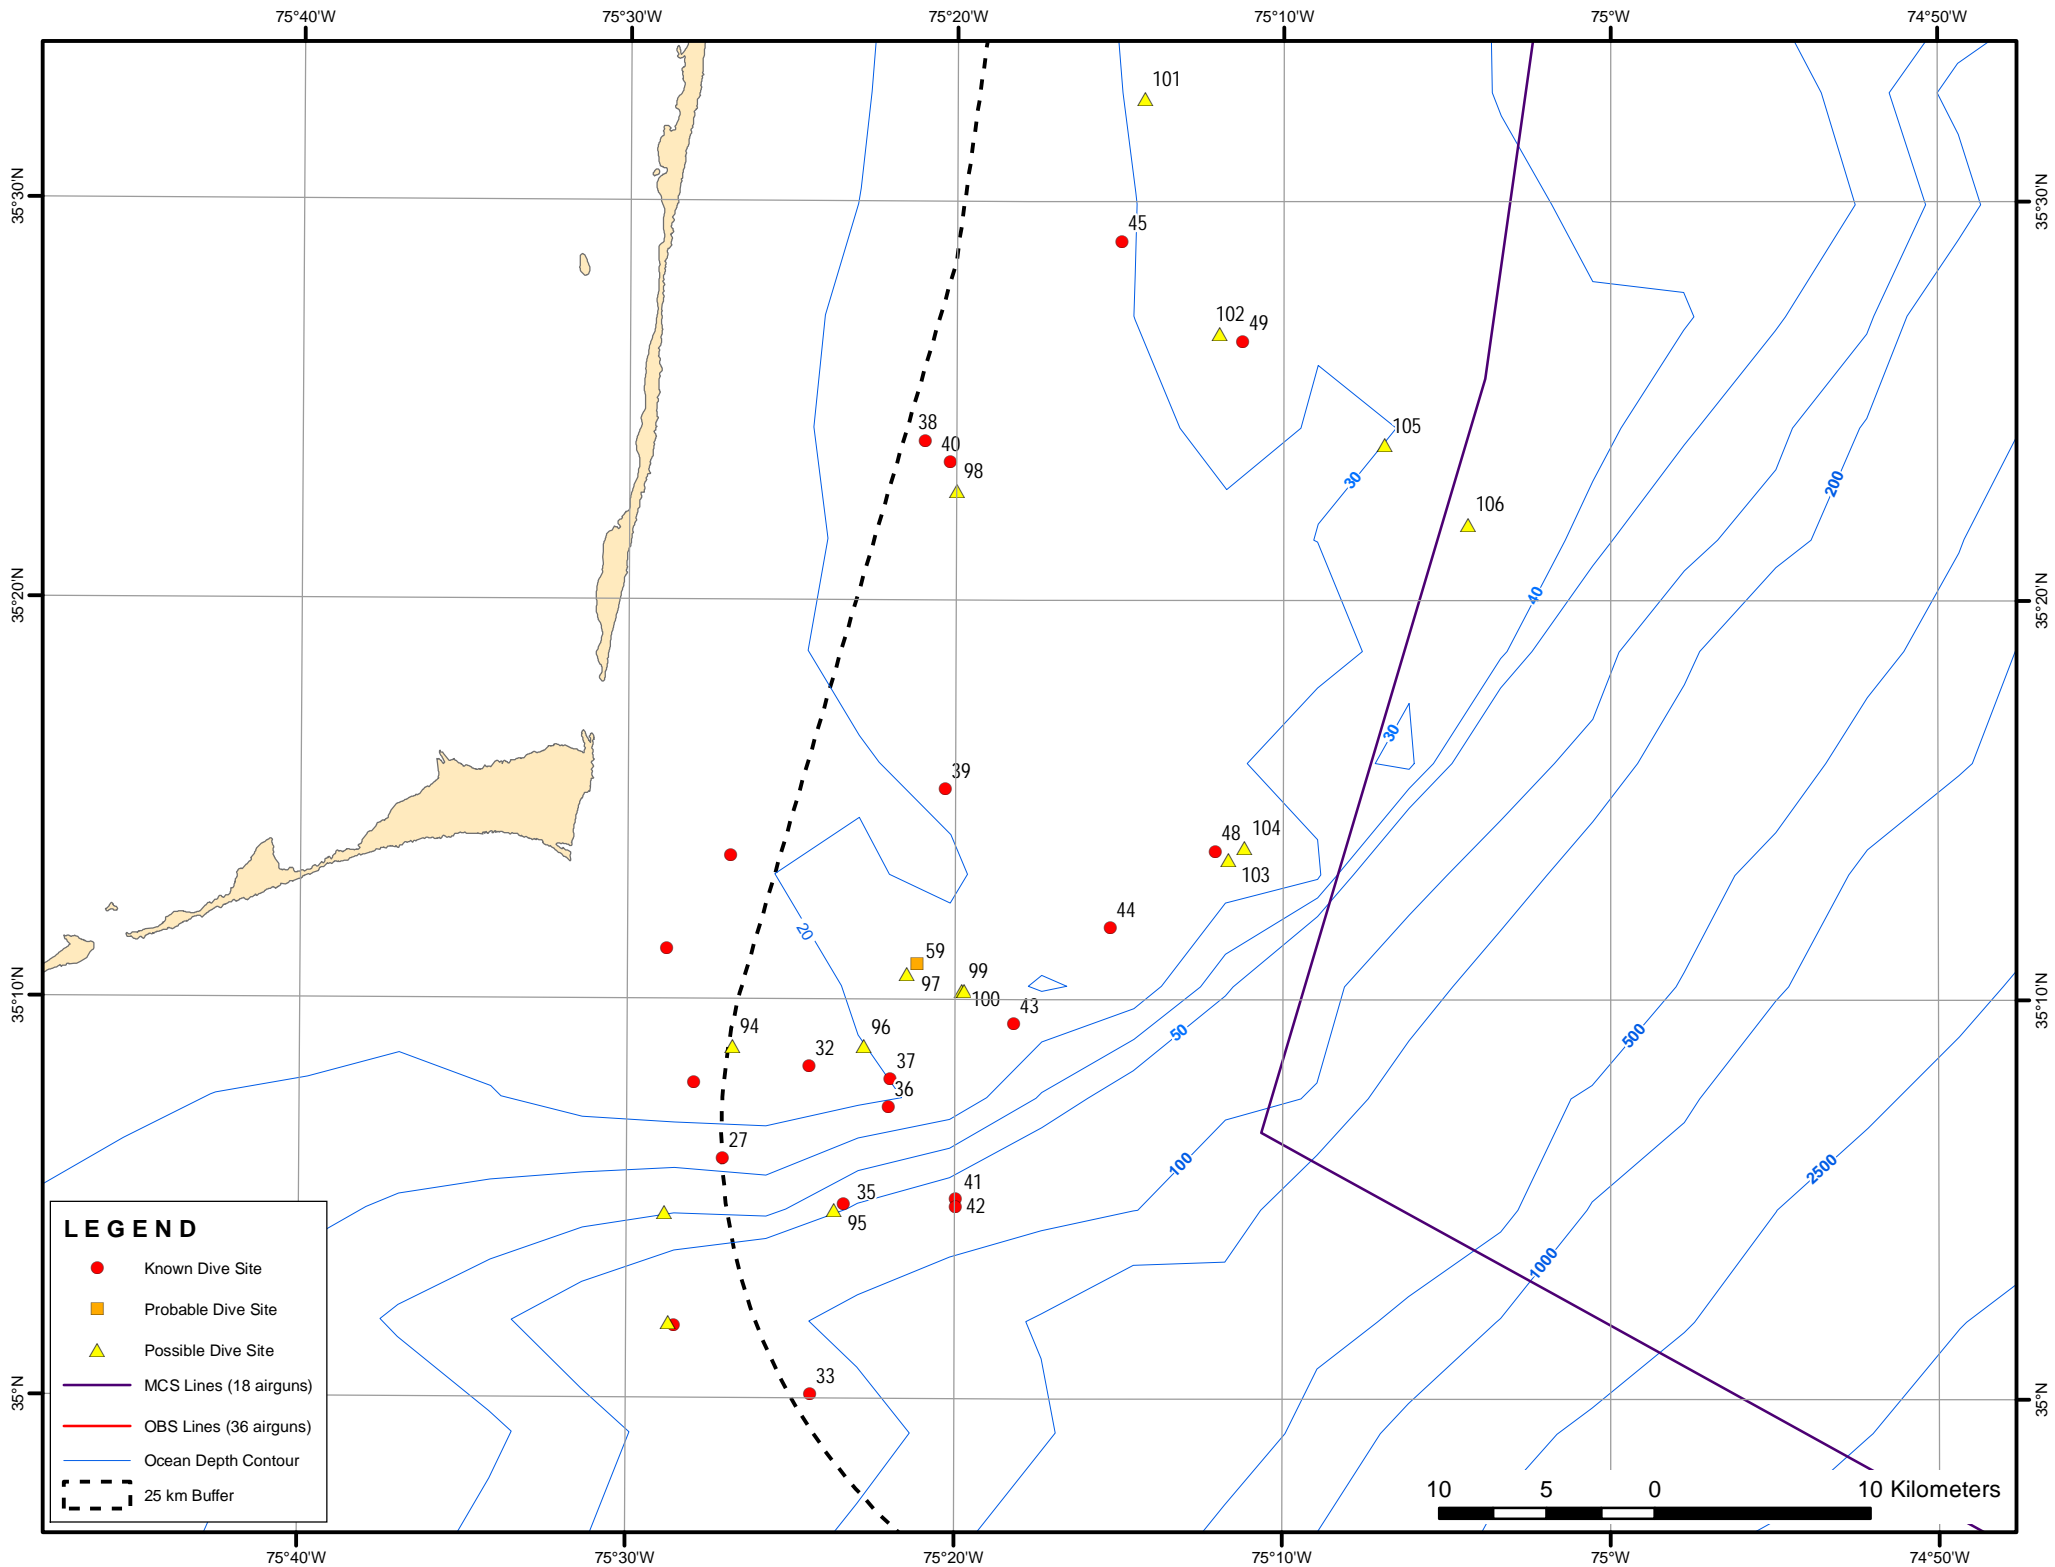 75°40'W 75°30'W 75°20'W 75°10'W 75°W 74°50'W
101
35°30'N 35°30'N
45
102 49
38
40
98
105
30
106
200
35°20'N 35°20'N
40
30
39
48 104
103
44
20
59
97
99
100
43
35°10'N 35°10'N
94
96
32
37
36
50
500
27
100
2500
35
95
41
42
1000
33
35°N 35°N
LEGEND
Known Dive Site
Probable Dive Site
Possible Dive Site
MCS Lines (18 airguns)
OBS Lines (36 airguns)
Ocean Depth Contour
25 km Buffer
10 5 0 10 Kilometers
75°40'W 75°30'W 75°20'W 75°10'W 75°W 74°50'W